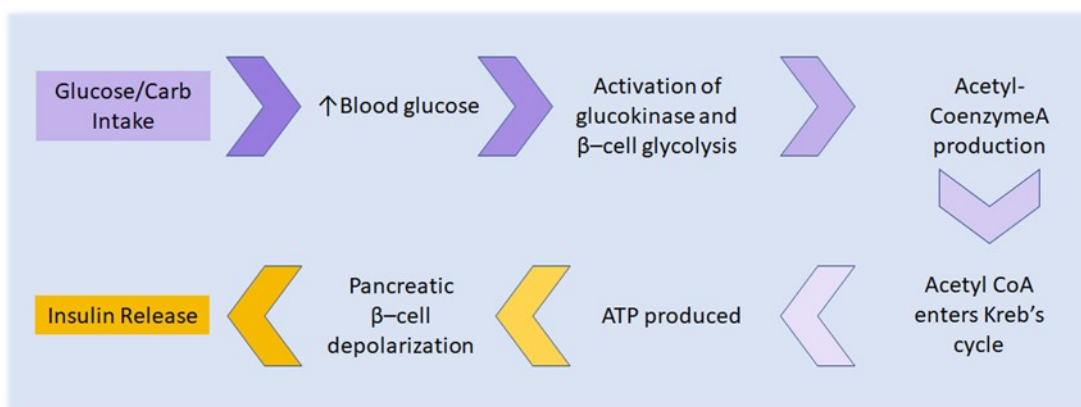 Glucose/Carb
Intake
↑Blood glucose
Activation of
glucokinase and
β–cell glycolysis
Acetyl-
CoenzymeA
production
Acetyl CoA
enters Kreb's
cycle
ATP produced
Pancreatic
β–cell
depolarization
Insulin Release